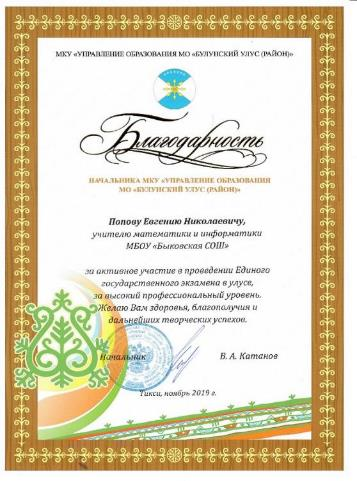 МКУ «УПРАВЛЕНИЕ ОБРАЗОВАНИЯ МО «БУЛУНСКИЙ УЛУС (РАЙОН)»
Благодарность
НАЧАЛЬНИКА МКУ «УПРАВЛЕНИЕ ОБРАЗОВАНИЯ
МО «БУЛУНСКИЙ УЛУС (РАЙОН)»
Попову Евгению Николаевичу,
учителю математики и информатики
МБОУ «Быковская СОШ»
за активное участие в проведении Единого
государственного экзамена в улусе,
за высокий профессиональный уровень.
Желаю Вам здоровья, благополучия и
дальнейших творческих успехов.
Начальник В. А. Катанов
Тикси, ноябрь 2019 г.